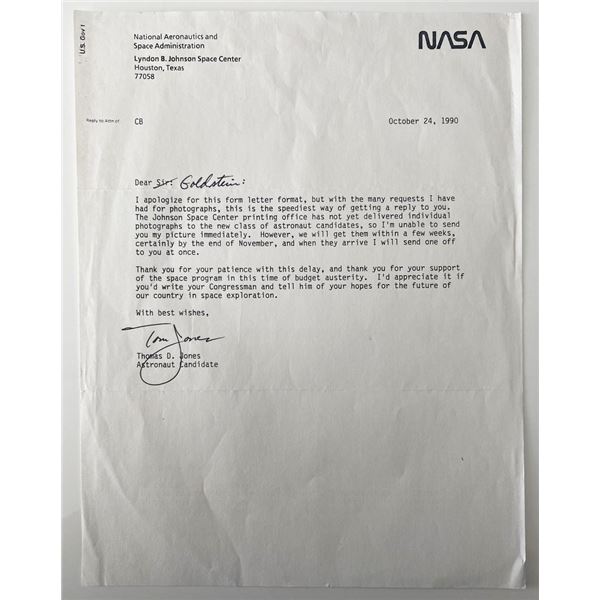 U.S. Gov't
National Aeronautics and
Space Administration
NASA
Lyndon B. Johnson Space Center
Houston, Texas
77058
Reply to Attn of: CB October 24, 1990
Dear Sir: Goldstein:
I apologize for this form letter format, but with the many requests I have
had for photographs, this is the speediest way of getting a reply to you.
The Johnson Space Center printing office has not yet delivered individual
photographs to the new class of astronaut candidates, so I'm unable to send
you my picture immediately. However, we will get them within a few weeks,
certainly by the end of November, and when they arrive I will send one off
to you at once.
Thank you for your patience with this delay, and thank you for your support
of the space program in this time of budget austerity. I'd appreciate it if
you'd write your Congressman and tell him of your hopes for the future of
our country in space exploration.
With best wishes,
Tom Jones
Thomas D. Jones
Astronaut Candidate